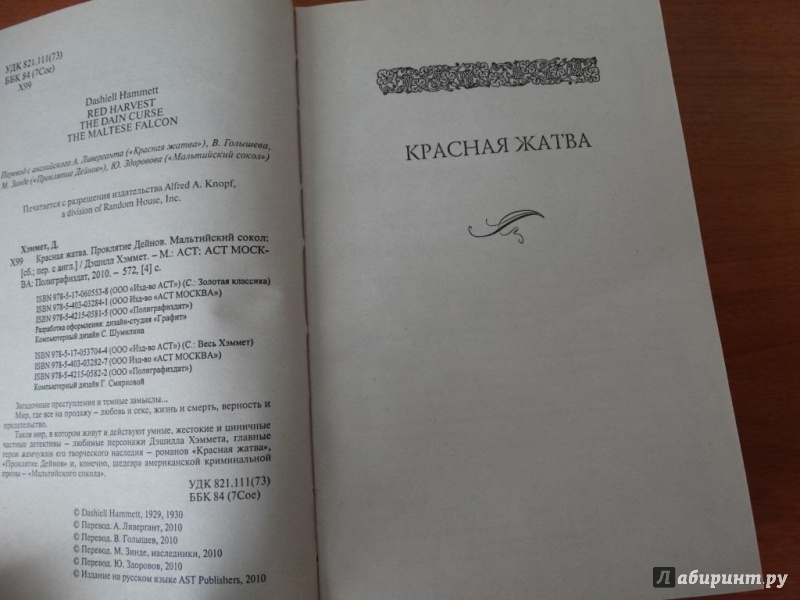 УДК 821.111(73)
ББК 84 (7Сое)
Х99
Dashiell Hammett
RED HARVEST
THE DAIN CURSE
THE MALTESE FALCON
Перевод с английского А. Ливерганта («Красная жатва»), В. Голышева,
М. Зинде («Проклятие Дейнов»), Ю. Здоровова («Мальтийский сокол»)
Печатается с разрешения издательства Alfred A. Knopf,
a division of Random House, Inc.
Хэммет, Д.
Х99 Красная жатва. Проклятие Дейнов. Мальтийский сокол:
[сб.; пер. с англ.] / Дэшилл Хэммет. – М.: АСТ: АСТ МОСК-
ВА: Полиграфиздат, 2010. – 572, [4] с.
ISBN 978-5-17-060553-8 (ООО «Изд-во АСТ») (С.: Золотая классика)
ISBN 978-5-403-03284-1 (ООО Изд-во «АСТ МОСКВА»)
ISBN 978-5-4215-0581-5 (ООО «Полиграфиздат»)
Разработка оформления: дизайн-студия «Графит»
Компьютерный дизайн С. Шумилина
ISBN 978-5-17-053704-4 (ООО «Изд-во АСТ») (С.: Весь Хэммет)
ISBN 978-5-403-03282-7 (ООО Изд-во «АСТ МОСКВА»)
ISBN 978-5-4215-0582-2 (ООО «Полиграфиздат»)
Компьютерный дизайн Г. Смирновой
Загадочные преступления и темные замыслы...
Мир, где все на продажу – любовь и секс, жизнь и смерть, верность и
предательство.
Таков мир, в котором живут и действуют умные, жестокие и циничные
частные детективы – любимые персонажи Дэшилла Хэммета, главные
герои жемчужин его творческого наследия – романов «Красная жатва»,
«Проклятие Дейнов» и, конечно, шедевра американской криминальной
прозы – «Мальтийского сокола».
УДК 821.111(73)
ББК 84 (7Сое)
© Dashiell Hammett, 1929, 1930
© Перевод. А. Ливергант, 2010
© Перевод. В. Голышев, 2010
© Перевод. М. Зинде, наследники, 2010
© Перевод. Ю. Здоровов, 2010
© Издание на русском языке AST Publishers, 2010
КРАСНАЯ ЖАТВА
Лабиринт.ру